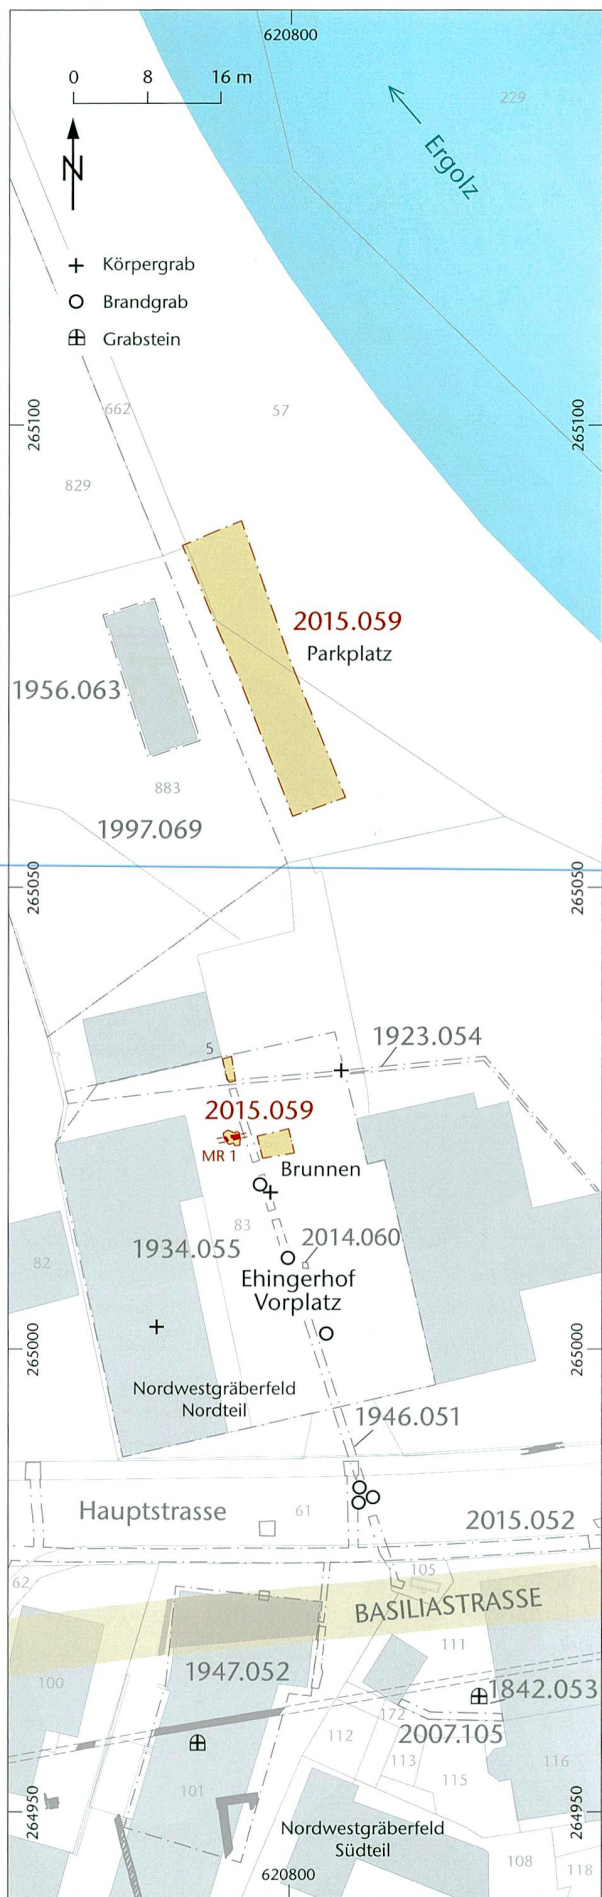 620800
0 8 16 m
229
Ergolz
N
Körpergrab
Brandgrab
Grabstein
662
57
265100
265100
829
2015.059
Parkplatz
1956.063
883
1997.069
265050
265050
5
1923.054
2015.059
MR 1
Brunnen
83
1934.055
2014.060
82
Ehingerhof
Vorplatz
265000
265000
Nordwestgräberfeld
Nordteil
1946.051
Hauptstrasse
61
2015.052
62
105
BASILIASTRASSE
111
100
1947.052
1842.053
172
2007.105
112
113
101
115
116
264950
264950
Nordwestgräberfeld
Südteil
108
118
620800